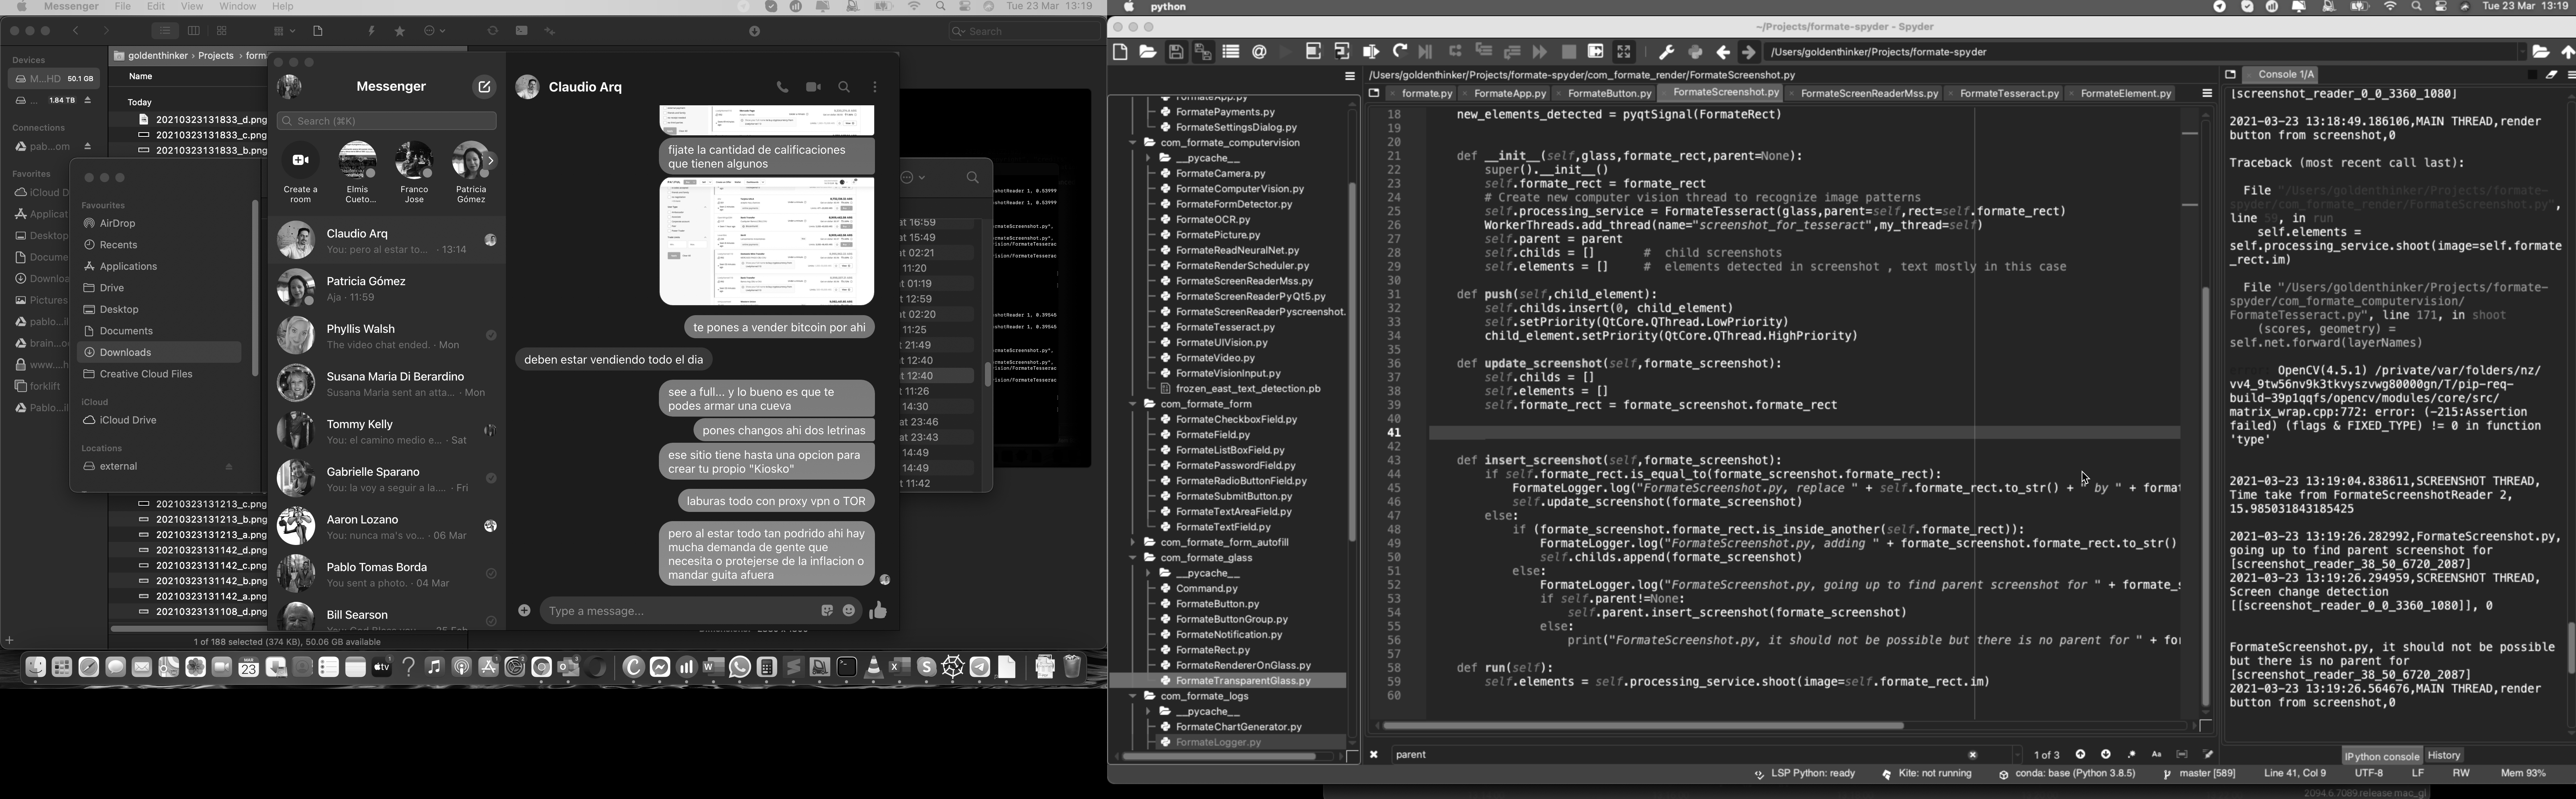 Messenger File Edit View Window Help
Tue 23 Mar 13:19
Search
goldenthinker › Projects › form
Name
Devices
M...HD 50.1 GB
... 1.84 TB
Connections
pab...om
Favorites
iCloud D
Applicat
Desktop
Docume
Downloa
Pictures
pablo...il
brain...oc
www....h
forklift
Pablo...il
Today
20210323131833_d.png
20210323131833_c.png
20210323131833_b.png
Favourites
AirDrop
Recents
Applications
Drive
Desktop
Documents
Downloads
Creative Cloud Files
iCloud
iCloud Drive
Locations
external
20210323131213_c.png
20210323131213_b.png
20210323131213_a.png
20210323131142_d.png
20210323131142_c.png
20210323131142_b.png
20210323131142_a.png
20210323131108_d.png
1 of 188 selected (374 KB), 50.06 GB available
Messenger
Search (⌘K)
Create a room
Elmis Cueto...
Franco Jose
Patricia Gómez
Claudio Arq
You: pero al estar to... · 13:14
Patricia Gómez
Aja · 11:59
Phyllis Walsh
The video chat ended. · Mon
Susana Maria Di Berardino
Susana Maria sent an atta... · Mon
Tommy Kelly
You: el camino medio e... · Sat
Gabrielle Sparano
You: la voy a seguir a la.... · Fri
Aaron Lozano
You: nunca ma's vo... · 06 Mar
Pablo Tomas Borda
You sent a photo. · 04 Mar
Bill Searson
Claudio Arq
fijate la cantidad de calificaciones
que tienen algunos
te pones a vender bitcoin por ahi
deben estar vendiendo todo el dia
see a full... y lo bueno es que te
podes armar una cueva
pones changos ahi dos letrinas
ese sitio tiene hasta una opcion para
crear tu propio "Kiosko"
laburas todo con proxy vpn o TOR
pero al estar todo tan podrido ahi hay
mucha demanda de gente que
necesita o protejerse de la inflacion o
mandar guita afuera
Type a message...
at 16:59
at 15:49
at 02:21
11:20
at 01:19
12:59
at 02:20
11:25
21:49
12:40
12:40
11:26
14:30
at 23:46
at 23:43
14:49
14:49
11:42
python
Tue 23 Mar 13:19
~/Projects/formate-spyder - Spyder
/Users/goldenthinker/Projects/formate-spyder
FormateApp.py
FormatePayments.py
FormateSettingsDialog.py
com_formate_computervision
__pycache__
FormateCamera.py
FormateComputerVision.py
FormateFormDetector.py
FormateOCR.py
FormatePicture.py
FormateReadNeuralNet.py
FormateRenderScheduler.py
FormateScreenReaderMss.py
FormateScreenReaderPyQt5.py
FormateScreenReaderPyscreenshot.
FormateTesseract.py
FormateUIVision.py
FormateVideo.py
FormateVisionInput.py
frozen_east_text_detection.pb
com_formate_form
FormateCheckboxField.py
FormateField.py
FormateListBoxField.py
FormatePasswordField.py
FormateRadioButtonField.py
FormateSubmitButton.py
FormateTextAreaField.py
FormateTextField.py
com_formate_form_autofill
com_formate_glass
__pycache__
Command.py
FormateButton.py
FormateButtonGroup.py
FormateNotification.py
FormateRect.py
FormateRendererOnGlass.py
FormateTransparentGlass.py
com_formate_logs
__pycache__
FormateChartGenerator.py
FormateLogger.py
/Users/goldenthinker/Projects/formate-spyder/com_formate_render/FormateScreenshot.py
formate.py FormateApp.py FormateButton.py FormateScreenshot.py FormateScreenReaderMss.py FormateTesseract.py FormateElement.py
18 new_elements_detected = pyqtSignal(FormateRect)
19
20
21 def __init__(self,glass,formate_rect,parent=None):
22 super().__init__()
23 self.formate_rect = formate_rect
24 # Create new computer vision thread to recognize image patterns
25 self.processing_service = FormateTesseract(glass,parent=self,rect=self.formate_rect)
26 WorkerThreads.add_thread(name="screenshot_for_tesseract",my_thread=self)
27 self.parent = parent
28 self.childs = [] # child screenshots
29 self.elements = [] # elements detected in screenshot , text mostly in this case
30
31 def push(self,child_element):
32 self.childs.insert(0, child_element)
33 self.setPriority(QtCore.QThread.LowPriority)
34 child_element.setPriority(QtCore.QThread.HighPriority)
35
36 def update_screenshot(self,formate_screenshot):
37 self.childs = []
38 self.elements = []
39 self.formate_rect = formate_screenshot.formate_rect
40
41
42
43 def insert_screenshot(self,formate_screenshot):
44 if self.formate_rect.is_equal_to(formate_screenshot.formate_rect):
45 FormateLogger.log("FormateScreenshot.py, replace " + self.formate_rect.to_str() + " by " + format
46 self.update_screenshot(formate_screenshot)
47 else:
48 if (formate_screenshot.formate_rect.is_inside_another(self.formate_rect)):
49 FormateLogger.log("FormateScreenshot.py, adding " + formate_screenshot.formate_rect.to_str()
50 self.childs.append(formate_screenshot)
51 else:
52 FormateLogger.log("FormateScreenshot.py, going up to find parent screenshot for " + formate_s
53 if self.parent!=None:
54 self.parent.insert_screenshot(formate_screenshot)
55 else:
56 print("FormateScreenshot.py, it should not be possible but there is no parent for " + for
57
58 def run(self):
59 self.elements = self.processing_service.shoot(image=self.formate_rect.im)
60
parent
1 of 3
Console 1/A
[screenshot_reader_0_0_3360_1080]
2021-03-23 13:18:49.186106,MAIN THREAD,render
button from screenshot,0
Traceback (most recent call last):
File "/Users/goldenthinker/Projects/formate-
spyder/com_formate_render/FormateScreenshot.py",
line 59, in run
self.elements =
self.processing_service.shoot(image=self.formate
_rect.im)
File "/Users/goldenthinker/Projects/formate-
spyder/com_formate_computervision/
FormateTesseract.py", line 171, in shoot
(scores, geometry) =
self.net.forward(layerNames)
error: OpenCV(4.5.1) /private/var/folders/nz/
vv4_9tw56nv9k3tkvyszvwg80000gn/T/pip-req-
build-39p1qqfs/opencv/modules/core/src/
matrix_wrap.cpp:772: error: (-215:Assertion
failed) (flags & FIXED_TYPE) != 0 in function
'type'
2021-03-23 13:19:04.838611,SCREENSHOT THREAD,
Time take from FormateScreenshotReader 2,
15.985031843185425
2021-03-23 13:19:26.282992,FormateScreenshot.py,
going up to find parent screenshot for
[screenshot_reader_38_50_6720_2087]
2021-03-23 13:19:26.294959,SCREENSHOT THREAD,
Screen change detection
[[screenshot_reader_0_0_3360_1080]], 0
FormateScreenshot.py, it should not be possible
but there is no parent for
[screenshot_reader_38_50_6720_2087]
2021-03-23 13:19:26.564676,MAIN THREAD,render
button from screenshot,0
IPython console History
LSP Python: ready Kite: not running conda: base (Python 3.8.5) master [589] Line 41, Col 9 UTF-8 LF RW Mem 93%
2094.6.7089.release mac_gl